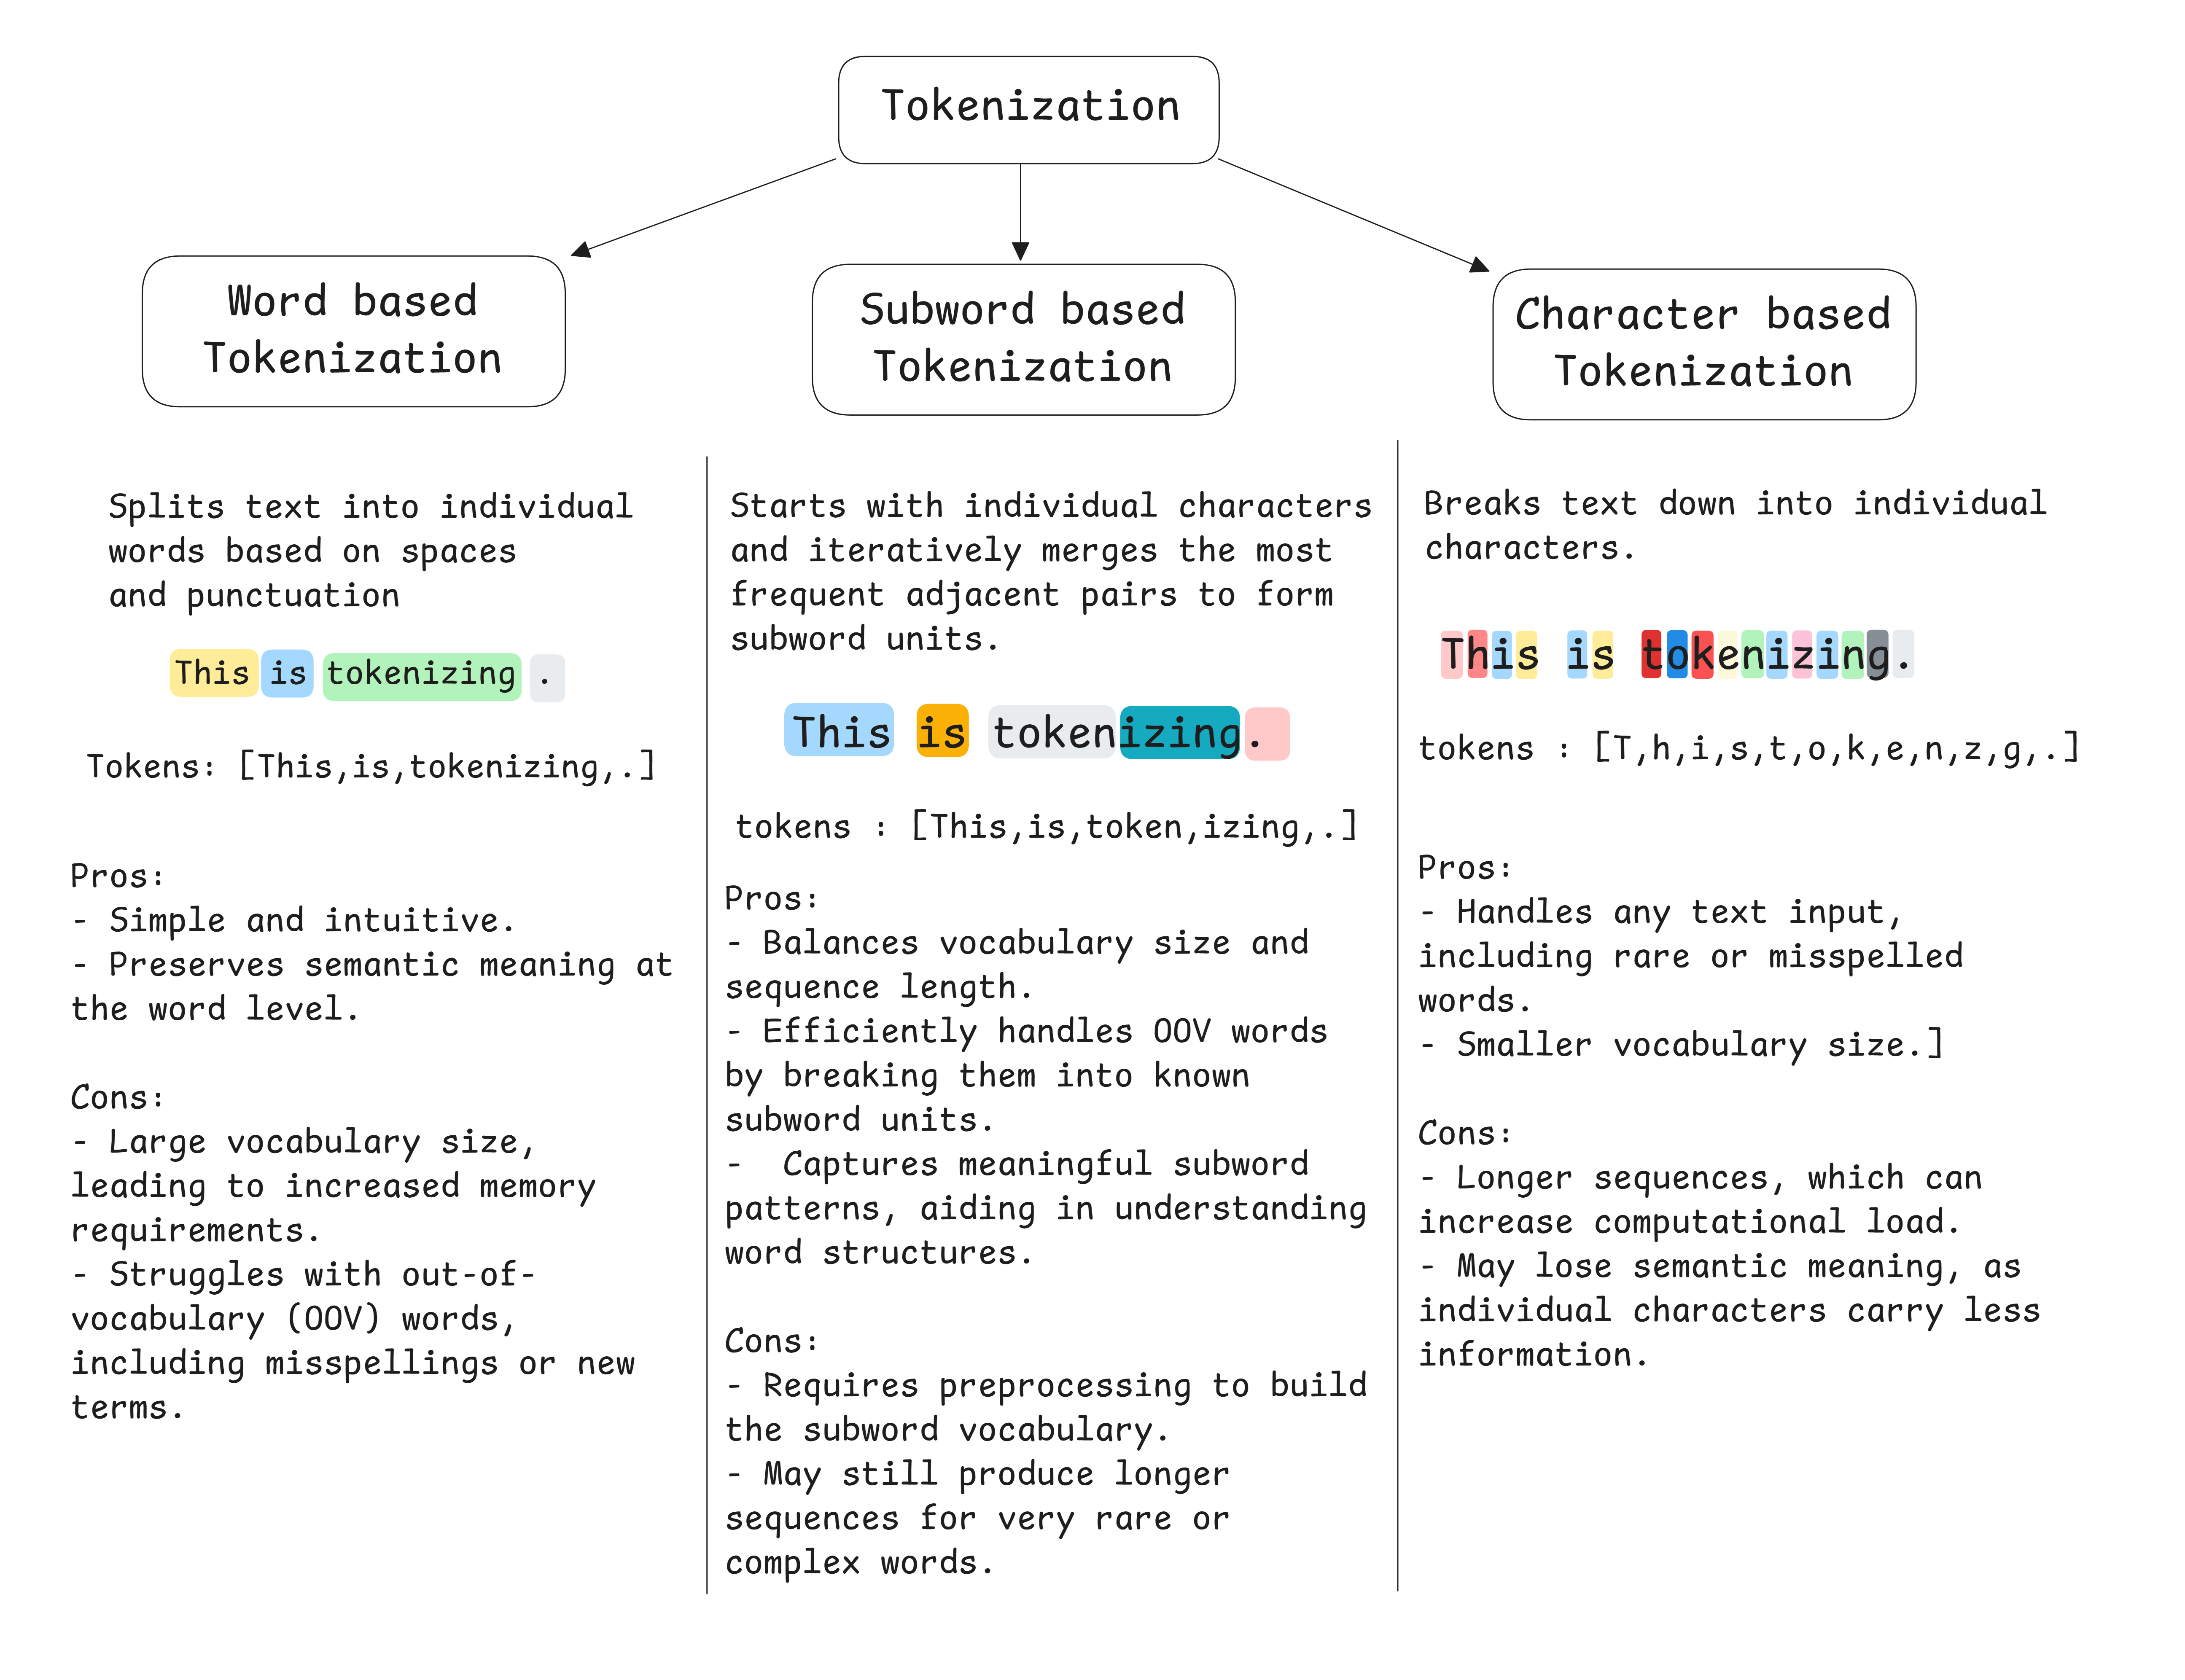 Tokenization
Word based
Tokenization
Subword based
Tokenization
Character based
Tokenization
Splits text into individual
words based on spaces
and punctuation
This is tokenizing .
Tokens: [This,is,tokenizing,.]
Pros:
- Simple and intuitive.
- Preserves semantic meaning at
the word level.
Cons:
- Large vocabulary size,
leading to increased memory
requirements.
- Struggles with out-of-
vocabulary (OOV) words,
including misspellings or new
terms.
Starts with individual characters
and iteratively merges the most
frequent adjacent pairs to form
subword units.
This is tokenizing.
tokens : [This,is,token,izing,.]
Pros:
- Balances vocabulary size and
sequence length.
- Efficiently handles OOV words
by breaking them into known
subword units.
-  Captures meaningful subword
patterns, aiding in understanding
word structures.
Cons:
- Requires preprocessing to build
the subword vocabulary.
- May still produce longer
sequences for very rare or
complex words.
Breaks text down into individual
characters.
This is tokenizing.
tokens : [T,h,i,s,t,o,k,e,n,z,g,.]
Pros:
- Handles any text input,
including rare or misspelled
words.
- Smaller vocabulary size.]
Cons:
- Longer sequences, which can
increase computational load.
- May lose semantic meaning, as
individual characters carry less
information.